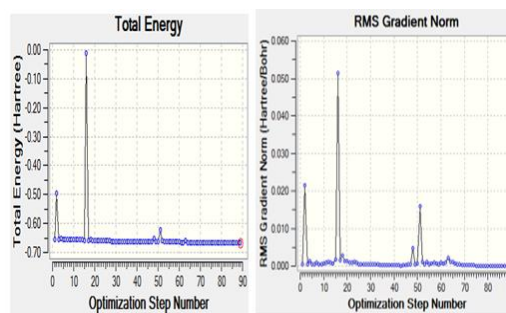 Total Energy
Total Energy (Hartree)
0.00
-0.10
-0.20
-0.30
-0.40
-0.50
-0.60
-0.70
0 10 20 30 40 50 60 70 80 90
Optimization Step Number
RMS Gradient Norm
RMS Gradient Norm (Hartree/Bohr)
0.060
0.050
0.040
0.030
0.020
0.010
0.000
0 10 20 30 40 50 60 70 80
Optimization Step Number